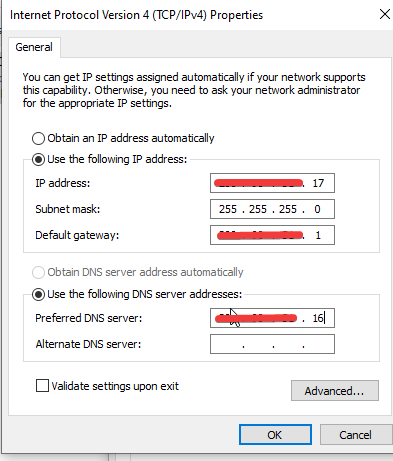 Internet Protocol Version 4 (TCP/IPv4) Properties
General
You can get IP settings assigned automatically if your network supports
this capability. Otherwise, you need to ask your network administrator
for the appropriate IP settings.
Obtain an IP address automatically
Use the following IP address:
IP address: . 17
Subnet mask: 255 . 255 . 255 . 0
Default gateway: . 1
Obtain DNS server address automatically
Use the following DNS server addresses:
Preferred DNS server: . 16
Alternate DNS server: . . .
Validate settings upon exit
Advanced...
OK Cancel